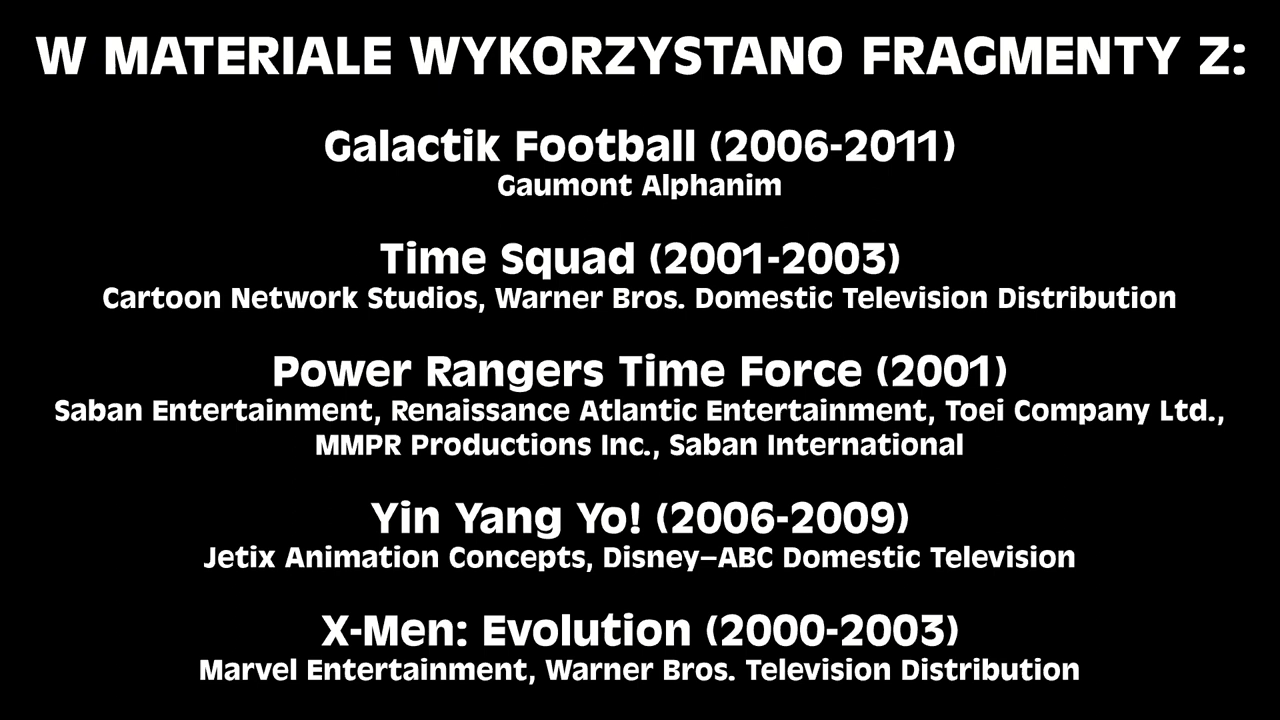 W MATERIALE WYKORZYSTANO FRAGMENTY Z:
Galactik Football (2006-2011)
Gaumont Alphanim
Time Squad (2001-2003)
Cartoon Network Studios, Warner Bros. Domestic Television Distribution
Power Rangers Time Force (2001)
Saban Entertainment, Renaissance Atlantic Entertainment, Toei Company Ltd.,
MMPR Productions Inc., Saban International
Yin Yang Yo! (2006-2009)
Jetix Animation Concepts, Disney–ABC Domestic Television
X-Men: Evolution (2000-2003)
Marvel Entertainment, Warner Bros. Television Distribution